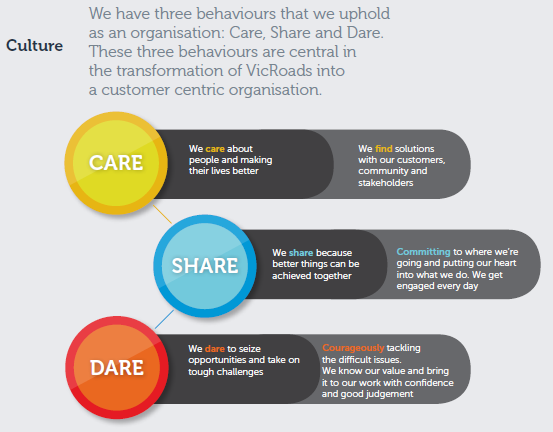 Culture
We have three behaviours that we uphold
as an organisation: Care, Share and Dare.
These three behaviours are central in
the transformation of VicRoads into
a customer centric organisation.
CARE
We care about
people and making
their lives better
We find solutions
with our customers,
community and
stakeholders
SHARE
We share because
better things can be
achieved together
Committing to where we're
going and putting our heart
into what we do. We get
engaged every day
DARE
We dare to seize
opportunities and take on
tough challenges
Courageously tackling
the difficult issues.
We know our value and bring
it to our work with confidence
and good judgement